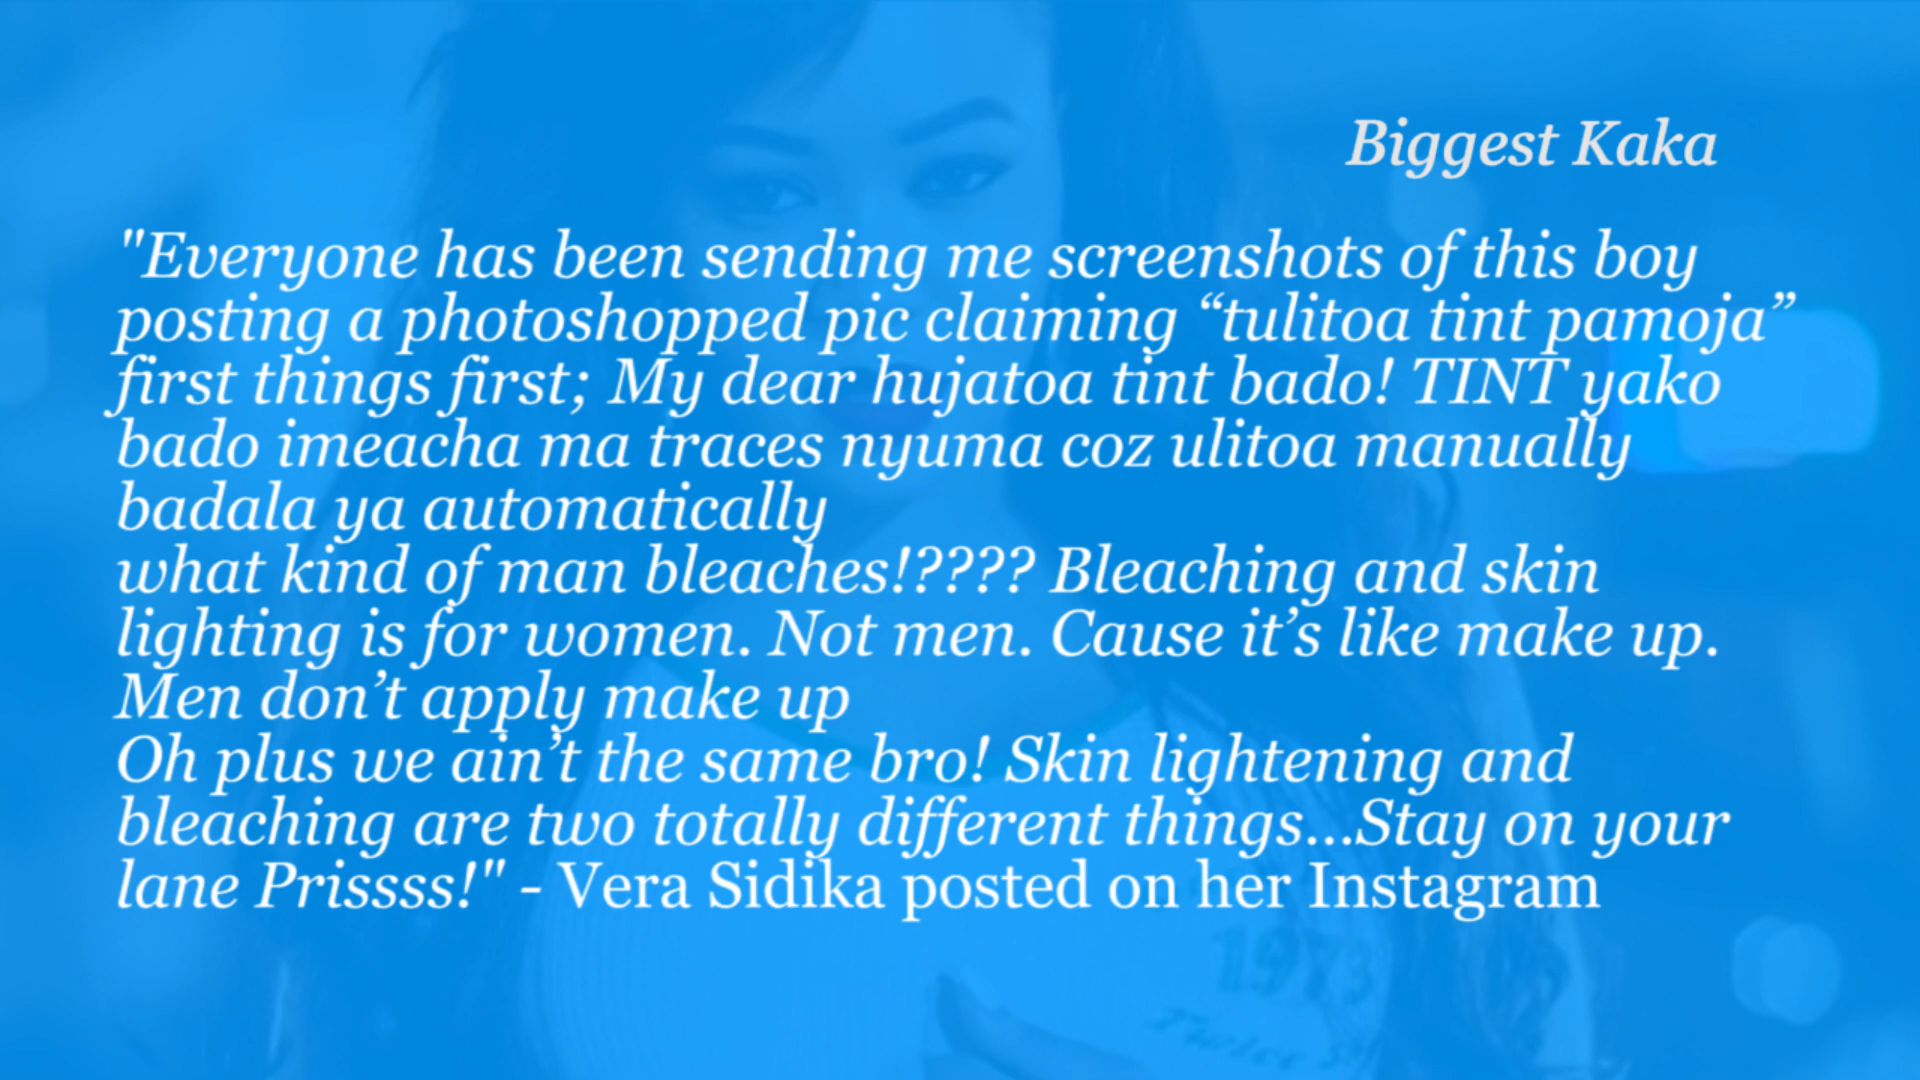 Biggest Kaka
"Everyone has been sending me screenshots of this boy
posting a photoshopped pic claiming “tulitoa tint pamoja”
first things first; My dear hujatoa tint bado! TINT yako
bado imeacha ma traces nyuma coz ulitoa manually
badala ya automatically
what kind of man bleaches!???? Bleaching and skin
lighting is for women. Not men. Cause it’s like make up.
Men don’t apply make up
Oh plus we ain’t the same bro! Skin lightening and
bleaching are two totally different things...Stay on your
lane Prissss!" - Vera Sidika posted on her Instagram
1973